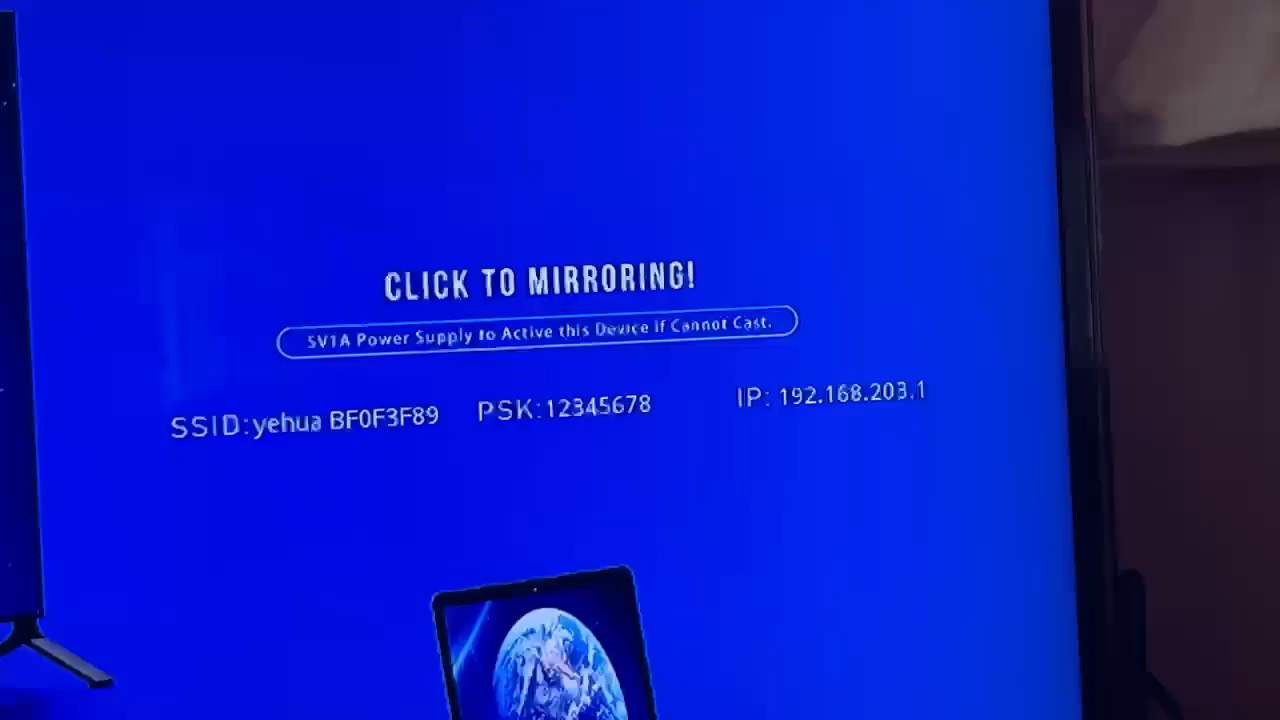 CLICK TO MIRRORING!
5V1A Power Supply to Active this Device if Cannot Cast.
SSID:yehua BF0F3F89 PSK:12345678 IP: 192.168.203.1